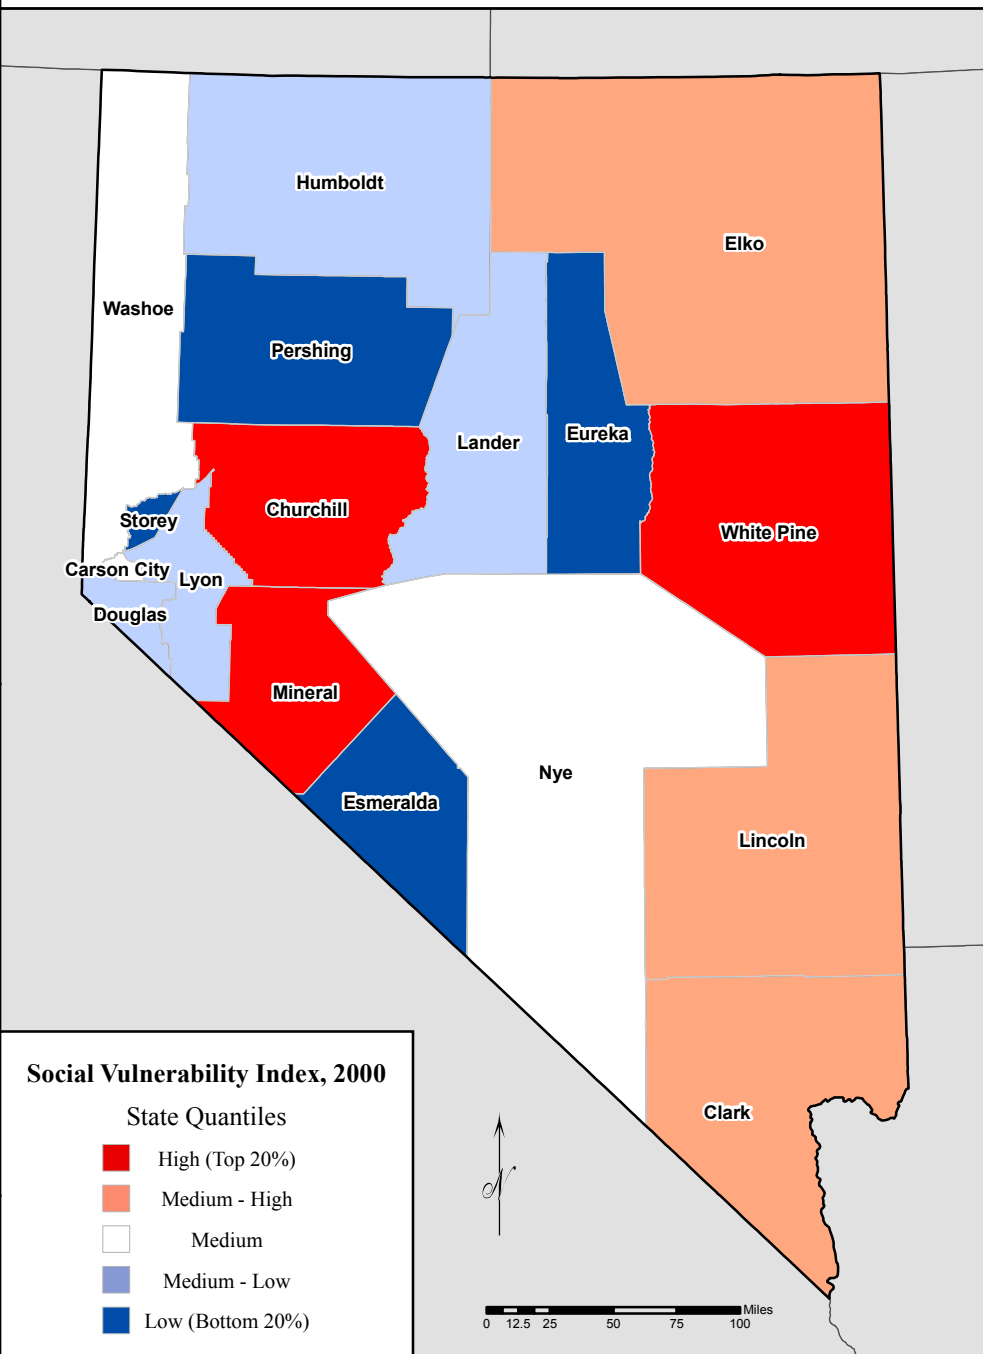 Humboldt
Elko
Washoe
Pershing
Lander
Eureka
Churchill
Storey
White Pine
Carson City
Lyon
Douglas
Mineral
Nye
Esmeralda
Lincoln
Clark
Social Vulnerability Index, 2000
State Quantiles
High (Top 20%)
Medium - High
Medium
Medium - Low
Low (Bottom 20%)
N
Miles
0 12.5 25 50 75 100